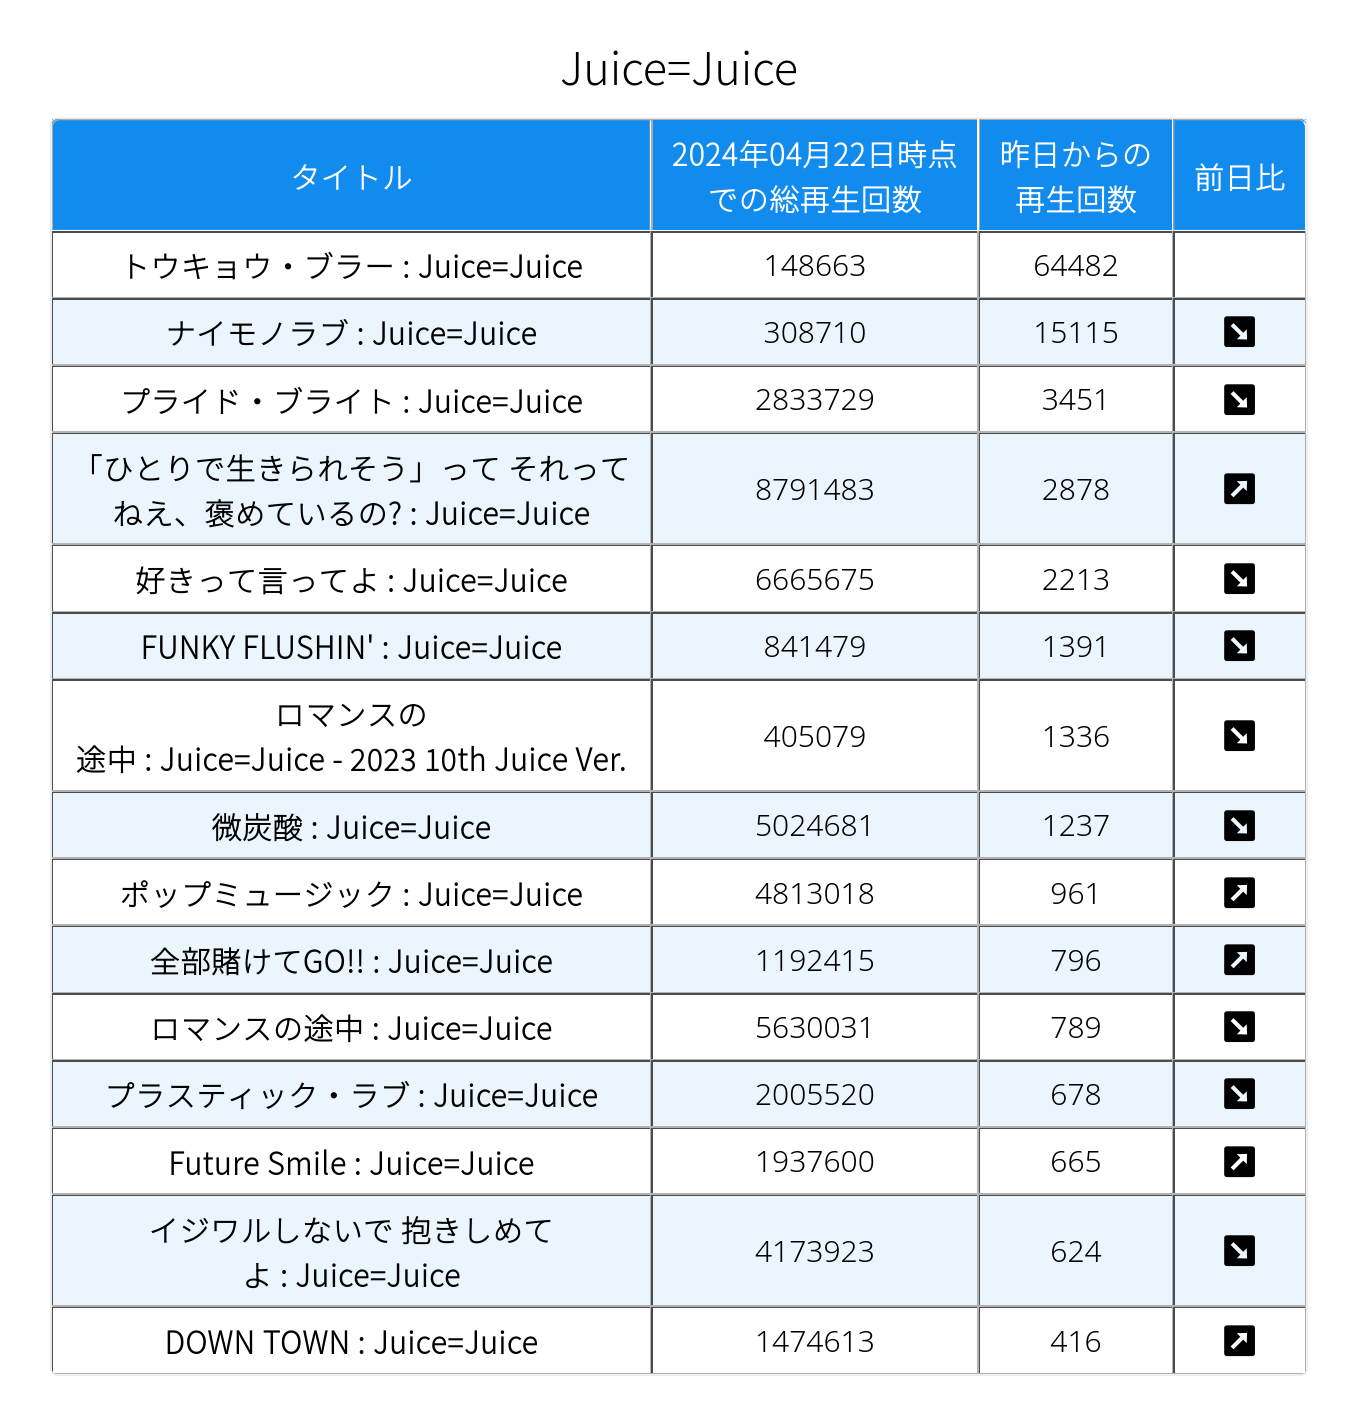 Juice=Juice
タイトル
2024年04月22日時点
での総再生回数
昨日からの
再生回数
前日比
トウキョウ・ブラー : Juice=Juice
148663
64482
ナイモノラブ : Juice=Juice
308710
15115
↘
プライド・ブライト : Juice=Juice
2833729
3451
↘
「ひとりで生きられそう」って それって
ねえ、褒めているの? : Juice=Juice
8791483
2878
↗
好きって言ってよ : Juice=Juice
6665675
2213
↘
FUNKY FLUSHIN' : Juice=Juice
841479
1391
↘
ロマンスの
途中 : Juice=Juice - 2023 10th Juice Ver.
405079
1336
↘
微炭酸 : Juice=Juice
5024681
1237
↘
ポップミュージック : Juice=Juice
4813018
961
↗
全部賭けてGO!! : Juice=Juice
1192415
796
↗
ロマンスの途中 : Juice=Juice
5630031
789
↘
プラスティック・ラブ : Juice=Juice
2005520
678
↘
Future Smile : Juice=Juice
1937600
665
↗
イジワルしないで 抱きしめて
よ : Juice=Juice
4173923
624
↘
DOWN TOWN : Juice=Juice
1474613
416
↗